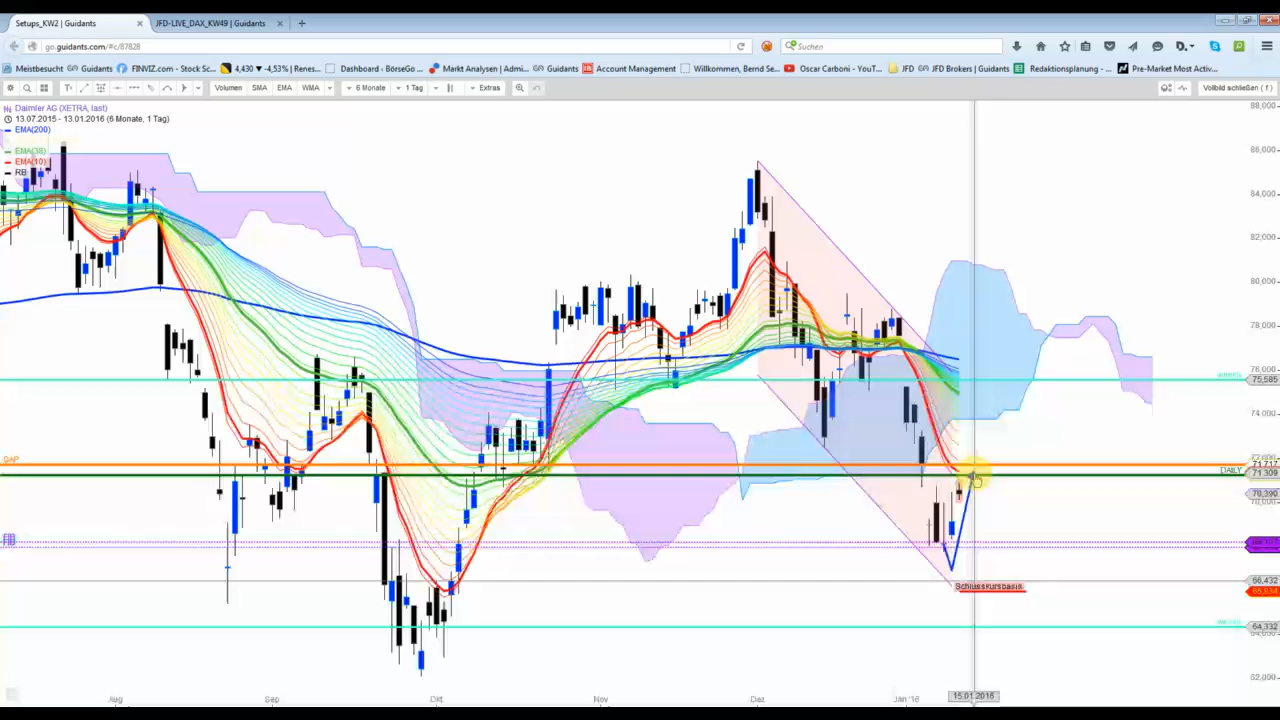 Setups_KW2 | Guidants × JFD-LIVE_DAX_KW49 | Guidants × +
go.guidants.com/#c/87828 Suchen
Meistbesucht Guidants FINVIZ.com - Stock Sc... 4,430 ▼ -4,59% | Renes... Dashboard - BörseGo ... Markt Analysen | Admi... Guidants Account Management Willkommen, Bernd Se... Oscar Carboni - YouT... JFD JFD Brokers | Guidants Redaktionsplanung - ... Pre-Market Most Activ...
Volumen SMA EMA WMA 6 Monate 1 Tag Extras Vollbild schließen ( f )
Daimler AG (XETRA, last)
13.07.2015 - 13.01.2016 (6 Monate, 1 Tag)
EMA(200)
EMA(38)
EMA(10)
RB
88,000
86,000
84,000
82,000
80,000
78,000
76,000
75,585
74,000
GAP
71,717
DAILY
71,309
70,390
Schlusskursbasis
66,432
65,934
64,332
62,000
Aug Sep Okt Nov Dez Jan '16 15.01.2016